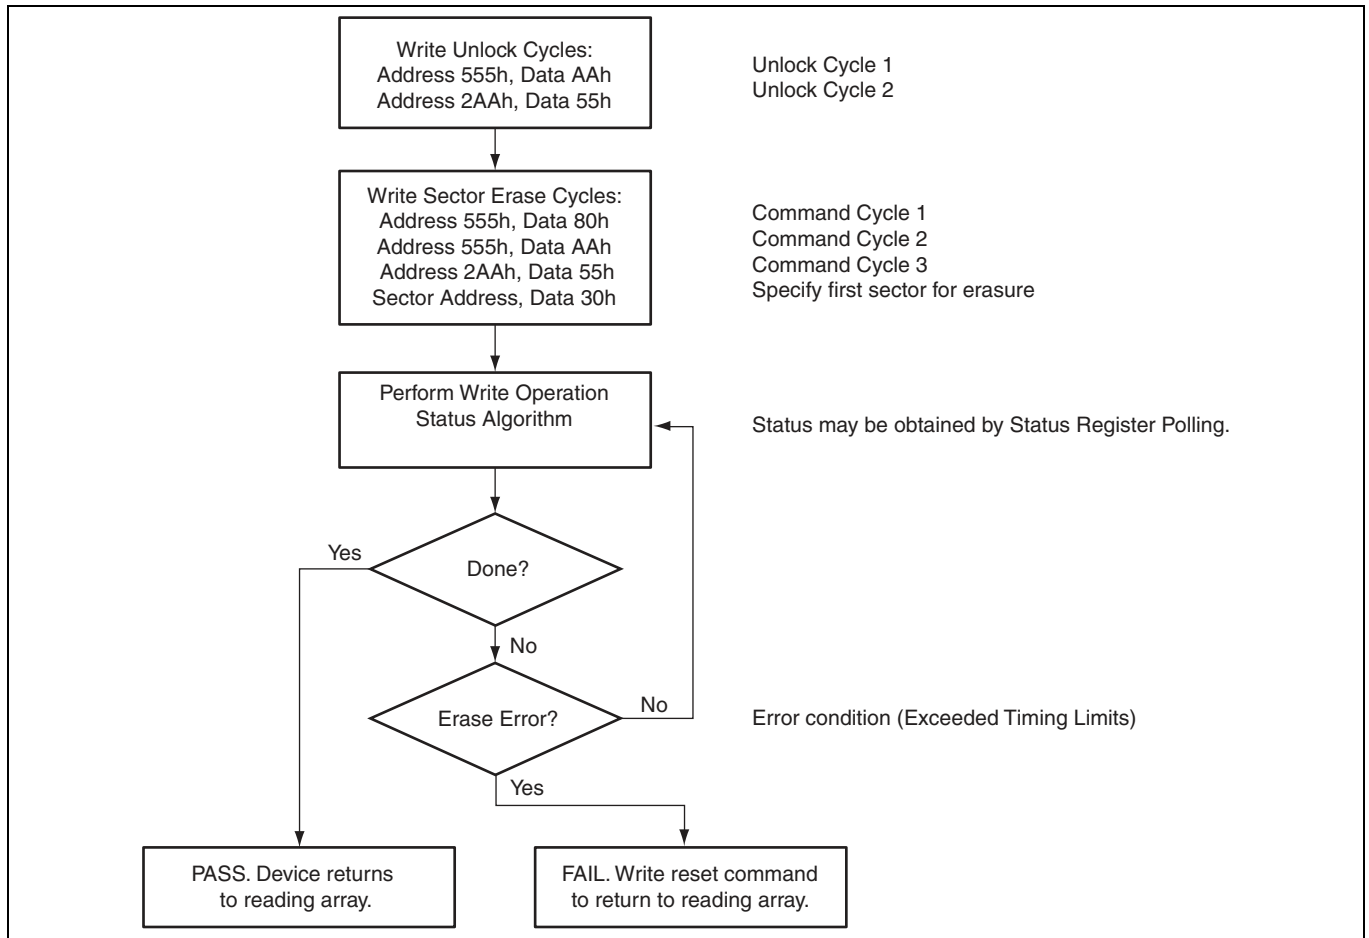 Write Unlock Cycles:
Address 555h, Data AAh
Address 2AAh, Data 55h
Unlock Cycle 1
Unlock Cycle 2
Write Sector Erase Cycles:
Address 555h, Data 80h
Address 555h, Data AAh
Address 2AAh, Data 55h
Sector Address, Data 30h
Command Cycle 1
Command Cycle 2
Command Cycle 3
Specify first sector for erasure
Perform Write Operation
Status Algorithm
Status may be obtained by Status Register Polling.
Yes
Done?
No
Erase Error?
No
Error condition (Exceeded Timing Limits)
Yes
PASS. Device returns
to reading array.
FAIL. Write reset command
to return to reading array.